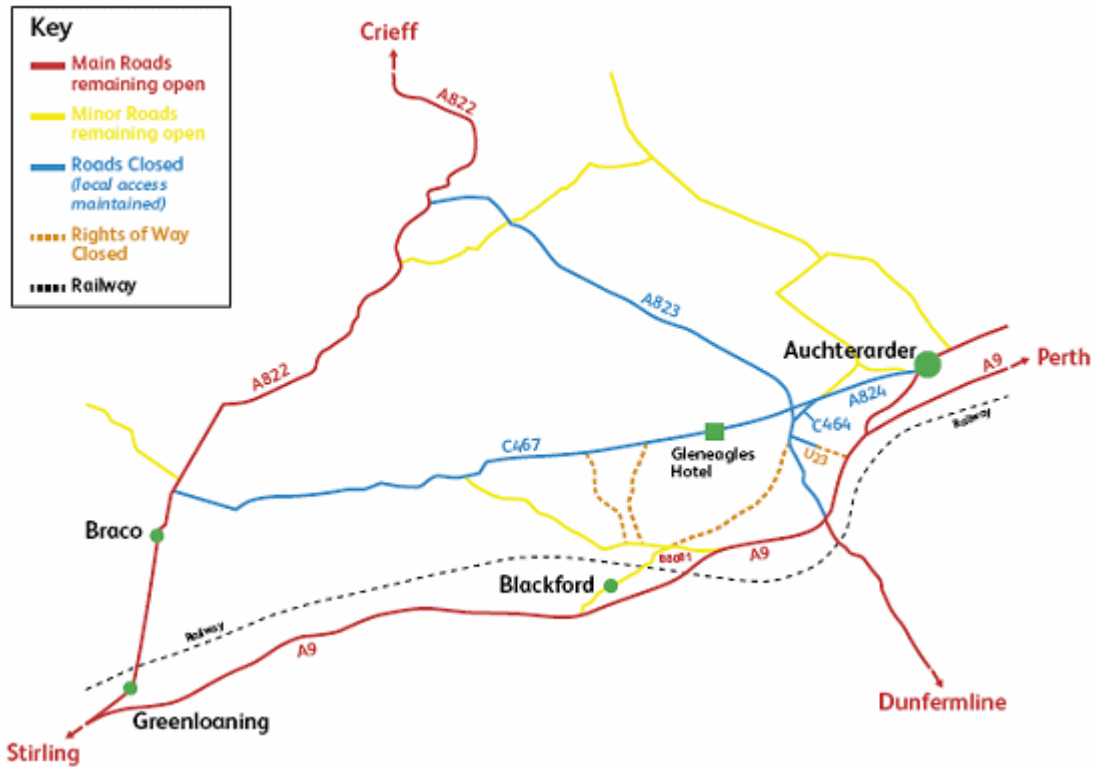 Key
Main Roads
remaining open
Minor Roads
remaining open
Roads Closed
(local access
maintained)
Rights of Way
Closed
Railway
Crieff
A822
A823
A822
Auchterarder
A9
Perth
A824
C464
Railway
C467
Gleneagles
Hotel
U23
Braco
B8081
A9
Blackford
Railway
A9
Greenloaning
Dunfermline
Stirling